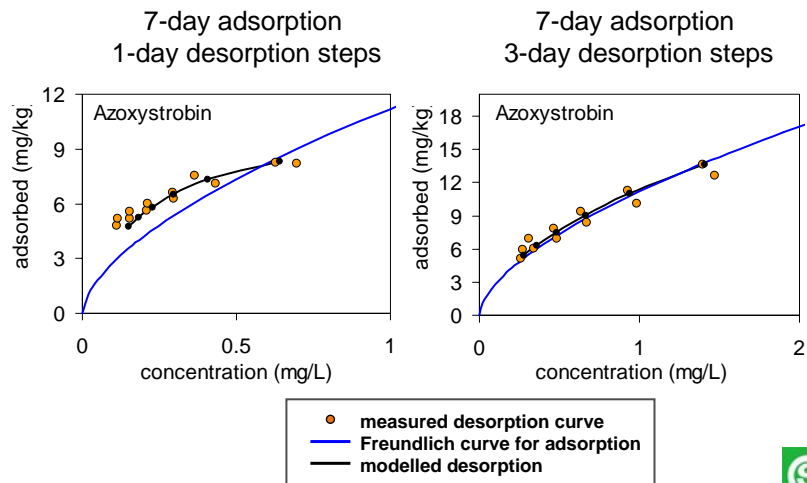 7-day adsorption
1-day desorption steps
7-day adsorption
3-day desorption steps
12
9
6
3
0
adsorbed (mg/kg)
Azoxystrobin
0
0.5
1
concentration (mg/L)
18
15
12
9
6
3
0
adsorbed (mg/kg)
Azoxystrobin
0
1
2
concentration (mg/L)
measured desorption curve
Freundlich curve for adsorption
modelled desorption